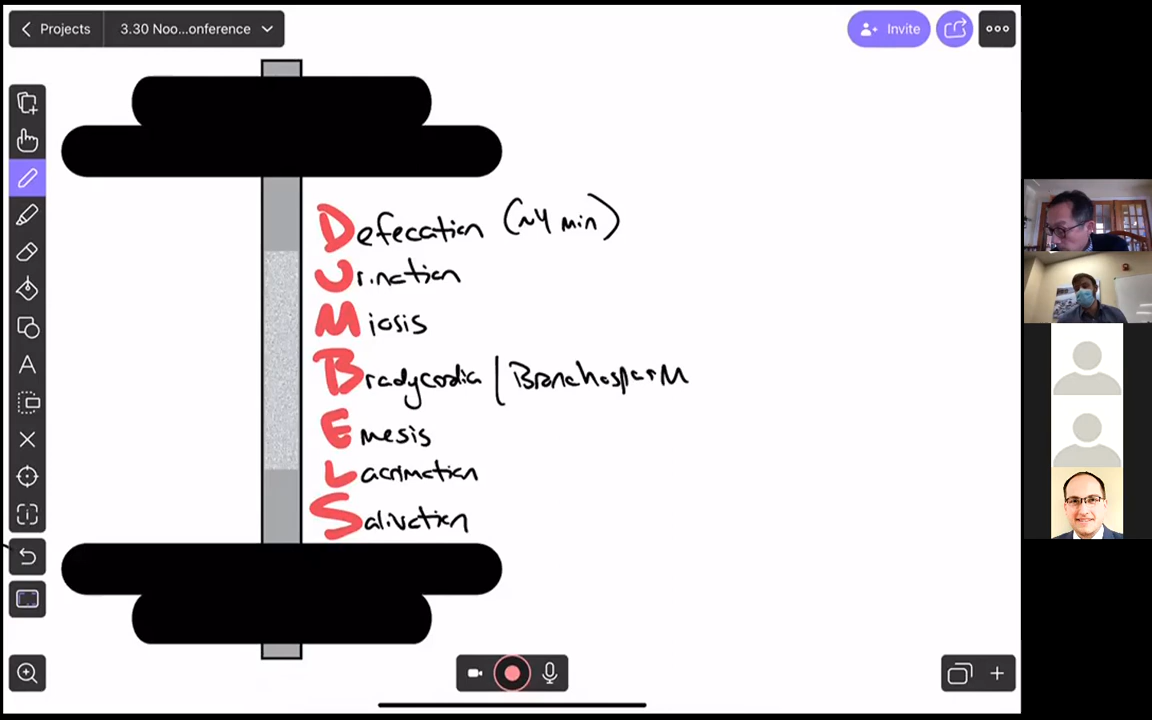 Projects
3.30 Noo...onference
Invite
Defecation (~4 min)
Urination
Miosis
Bradycardia | Bronchospasm
Emesis
Lacrimation
Salivation
A